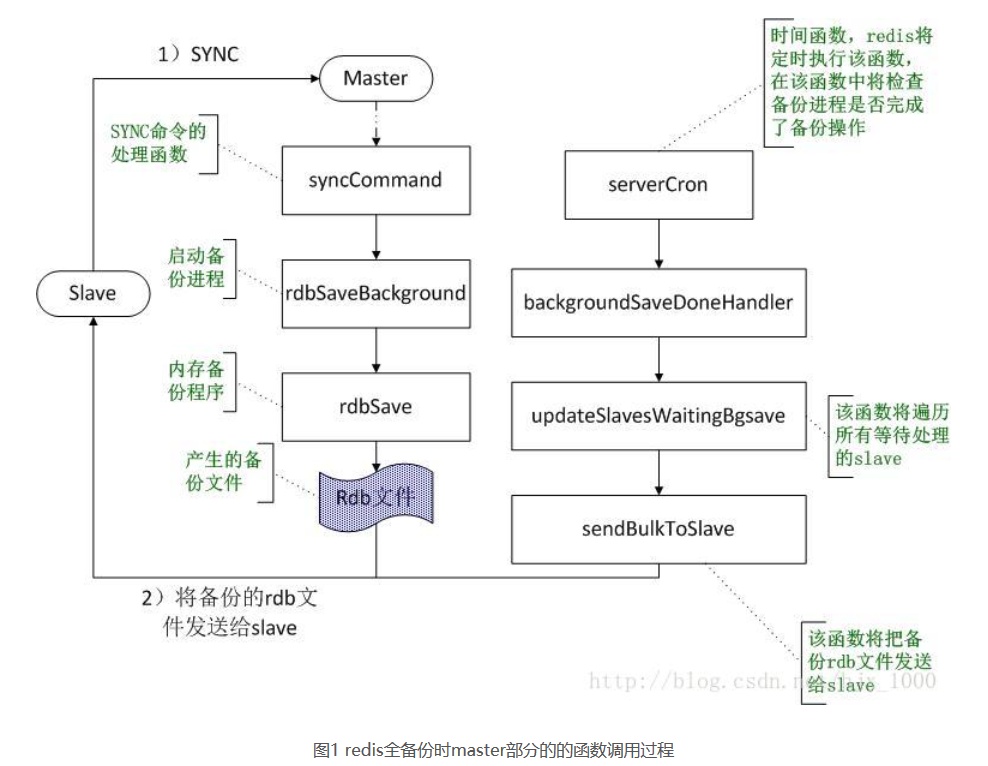 1）SYNC
Master
时间函数，redis将
定时执行该函数，
在该函数中将检查
备份进程是否完成
了备份操作
SYNC命令的
处理函数
syncCommand
serverCron
启动备
份进程
Slave
rdbSaveBackground
backgroundSaveDoneHandler
内存备
份程序
rdbSave
updateSlavesWaitingBgsave
该函数将遍历
所有等待处理
的slave
产生的备
份文件
Rdb文件
sendBulkToSlave
2）将备份的rdb文
件发送给slave
该函数将把备
份rdb文件发送
给slave
图1 redis全备份时master部分的的函数调用过程